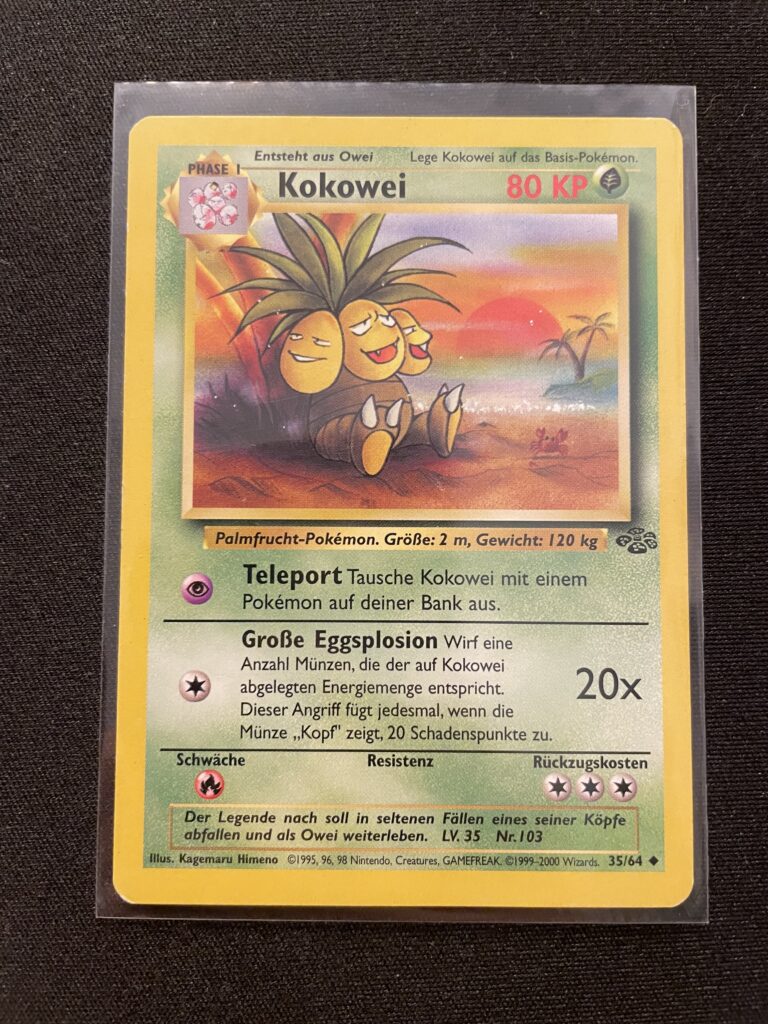 Entsteht aus Owei Lege Kokowei auf das Basis-Pokémon.
PHASE 1
Kokowei 80 KP
Palmfrucht-Pokémon. Größe: 2 m, Gewicht: 120 kg
Teleport Tausche Kokowei mit einem
Pokémon auf deiner Bank aus.
Große Eggsplosion Wirf eine
Anzahl Münzen, die der auf Kokowei
abgelegten Energiemenge entspricht.
Dieser Angriff fügt jedesmal, wenn die
Münze „Kopf" zeigt, 20 Schadenspunkte zu.
20x
Schwäche Resistenz Rückzugskosten
Der Legende nach soll in seltenen Fällen eines seiner Köpfe
abfallen und als Owei weiterleben. LV. 35 Nr.103
Illus. Kagemaru Himeno ©1995, 96, 98 Nintendo, Creatures, GAMEFREAK. ©1999-2000 Wizards. 35/64